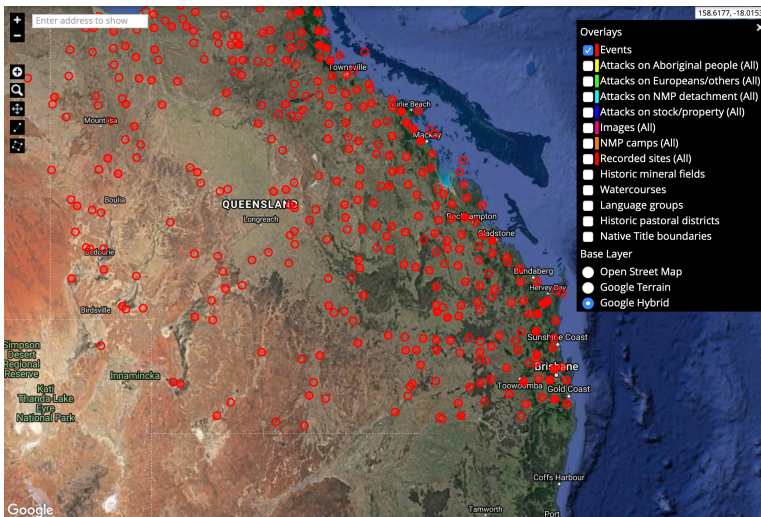 158.6177, -18.0153
+
Enter address to show
−
Overlays
Events
Attacks on Aboriginal people (All)
Attacks on Europeans/others (All)
Attacks on NMP detachment (All)
Attacks on stock/property (All)
Images (All)
NMP camps (All)
Recorded sites (All)
Historic mineral fields
Watercourses
Language groups
Historic pastoral districts
Native Title boundaries
Base Layer
Open Street Map
Google Terrain
Google Hybrid
Townsville
Airlie Beach
Mount Isa
Mackay
Boulia
QUEENSLAND
Longreach
Rockhampton
Gladstone
Bedourie
Bundaberg
Hervey Bay
Birdsville
Sunshine Coast
Simpson
Desert
Regional
Reserve
Innamincka
Brisbane
Toowoomba
Gold Coast
Kati
Thanda-Lake
Eyre
National Park
Coffs Harbour
Google
Tamworth
Port